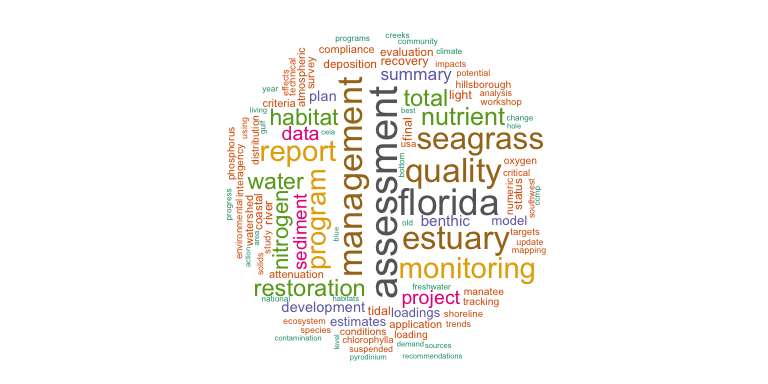 programs
creeks
community
compliance
evaluation
climate
deposition
recovery
impacts
effects
technical
atmospheric
survey
summary
potential
year
plan
management
assessment
total
light
hillsborough
analysis
workshop
criteria
living
gulf
habitat
best
nutrient
change
hole
data
ceia
final
usa
seagrass
phosphorus
using
distribution
report
interagency
bottom
quality
oxygen
critical
water
program
florida
numeric
status
southwest
comp
progress
environmental
watershed
coastal
river
nitrogen
sediment
blue
old
benthic
model
area
study
action
solids
estuary
targets
update
mapping
attenuation
monitoring
restoration
national
habitats
freshwater
project
manatee
tracking
development
tidal
loadings
shoreline
ecosystem
estimates
application
trends
species
conditions
loading
contamination
level
chlorophylla
demand
sources
suspended
pyrodinium
recommendations